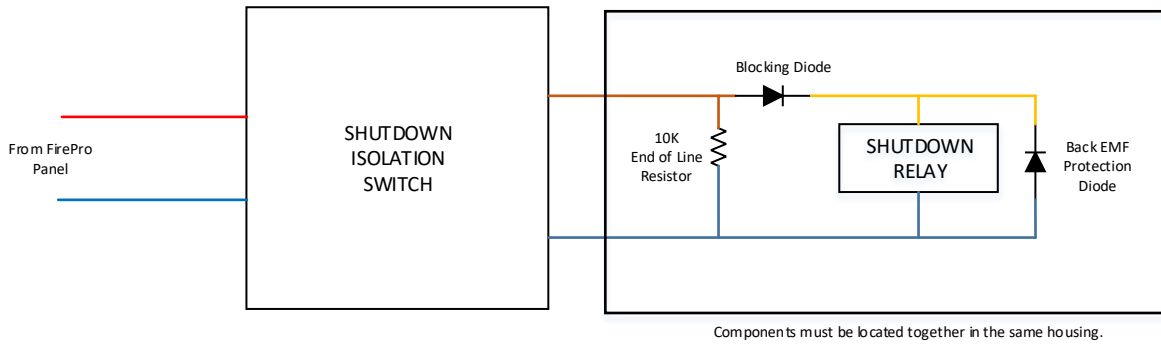 From FirePro
Panel
SHUTDOWN
ISOLATION
SWITCH
Blocking Diode
10K
End of Line
Resistor
SHUTDOWN
RELAY
Back EMF
Protection
Diode
Components must be located together in the same housing.